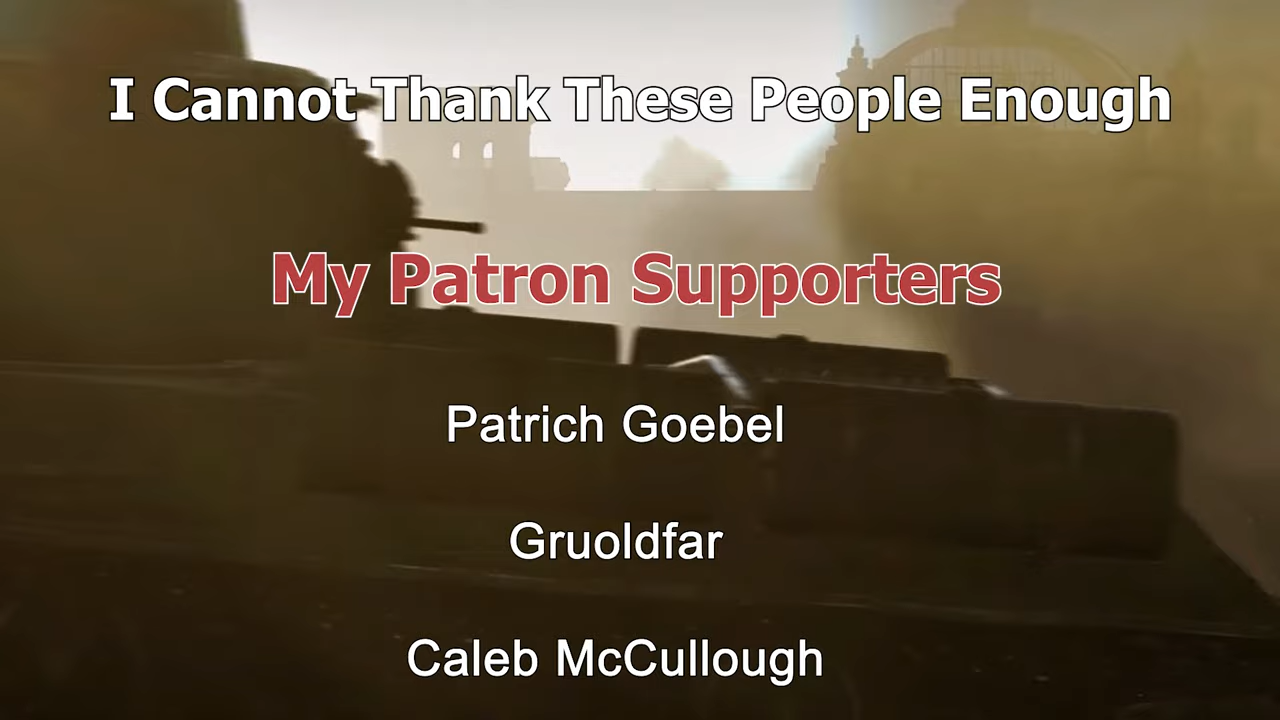 I Cannot Thank These People Enough
My Patron Supporters
Patrich Goebel
Gruoldfar
Caleb McCullough